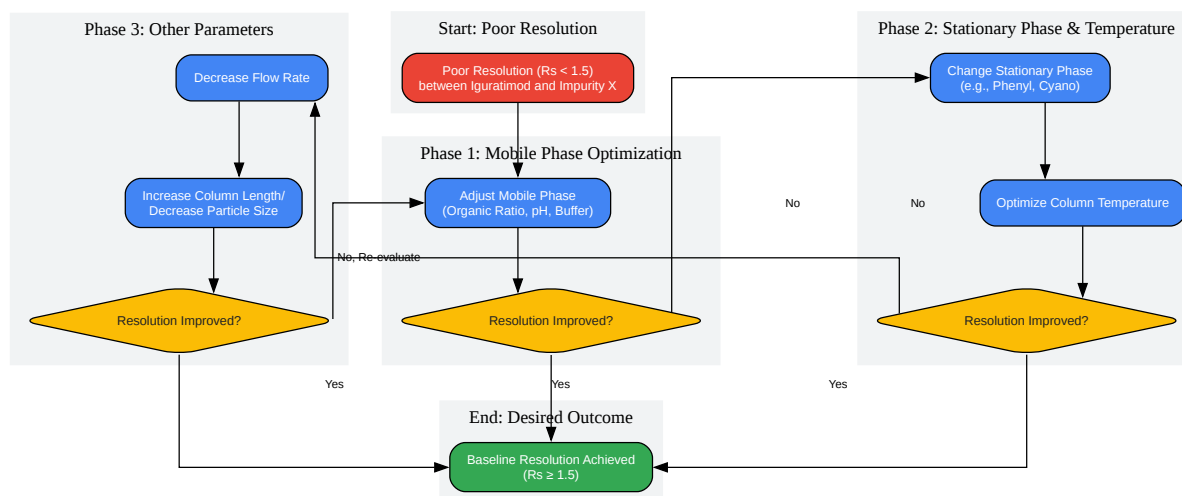 Phase 3: Other Parameters
Start: Poor Resolution
Phase 2: Stationary Phase & Temperature
Decrease Flow Rate
Poor Resolution (Rs < 1.5)
between Iguratimod and Impurity X
Change Stationary Phase
(e.g., Phenyl, Cyano)
Phase 1: Mobile Phase Optimization
Increase Column Length/
Decrease Particle Size
Adjust Mobile Phase
(Organic Ratio, pH, Buffer)
No
No
Optimize Column Temperature
No, Re-evaluate
Resolution Improved?
Resolution Improved?
Resolution Improved?
Yes
Yes
Yes
End: Desired Outcome
Baseline Resolution Achieved
(Rs ≥ 1.5)